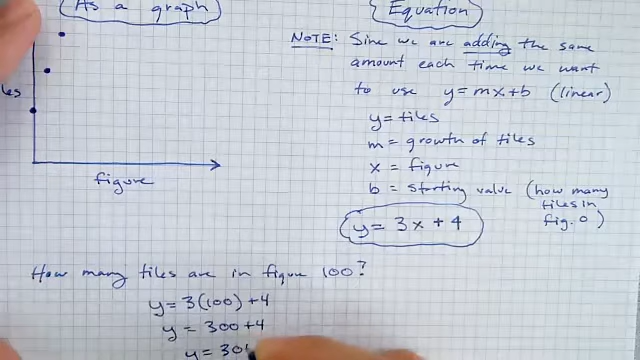 As a graph
figure
Equation
NOTE: Sine we are adding the same
amount each time we want
to use y = mx + b (linear)
y = tiles
m = growth of tiles
x = figure
b = starting value (how many
tiles in
fig. 0)
y = 3x + 4
How many tiles are in figure 100?
y = 3(100) + 4
y = 300 + 4